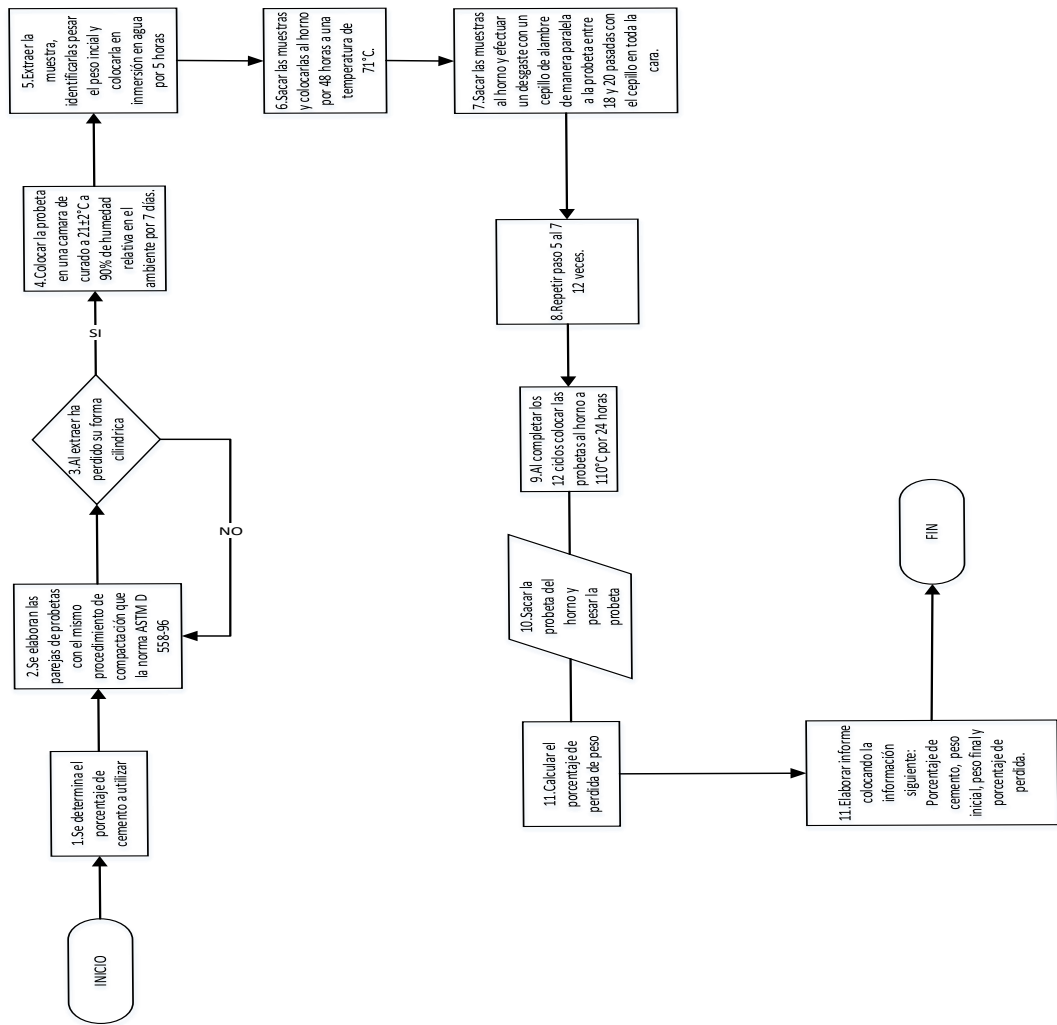 INICIO
1.Se determina el
porcentaje de
cemento a utilizar
2.Se elaboran las
parejas de probetas
con el mismo
procedimiento de
compactación que
la norma ASTM D
558-96
3.Al extraer ha
perdido su forma
cilindrica
SI
NO
4.Colocar la probeta
en una camara de
curado a 21±2°C a
90% de humedad
relativa en el
ambiente por 7 días.
5.Extraer la
muestra,
identificarlas pesar
el peso incial y
colocarla en
inmersión en agua
por 5 horas
6.Sacar las muestras
y colocarlas al horno
por 48 horas a una
temperatura de
71°C.
7.Sacar las muestras
al horno y efectuar
un desgaste con un
cepillo de alambre
de manera paralela
a la probeta entre
18 y 20 pasadas con
el cepillo en toda la
cara.
8.Repetir paso 5 al 7
12 veces.
9.Al completar los
12 ciclos colocar las
probetas al horno a
110°C por 24 horas
10.Sacar la
probeta del
horno y
pesar la
probeta
11.Calcular el
porcentaje de
perdida de peso
11.Elaborar informe
colocando la
información
siguiente:
Porcentaje de
cemento, peso
inicial, peso final y
porcentaje de
perdida.
FIN